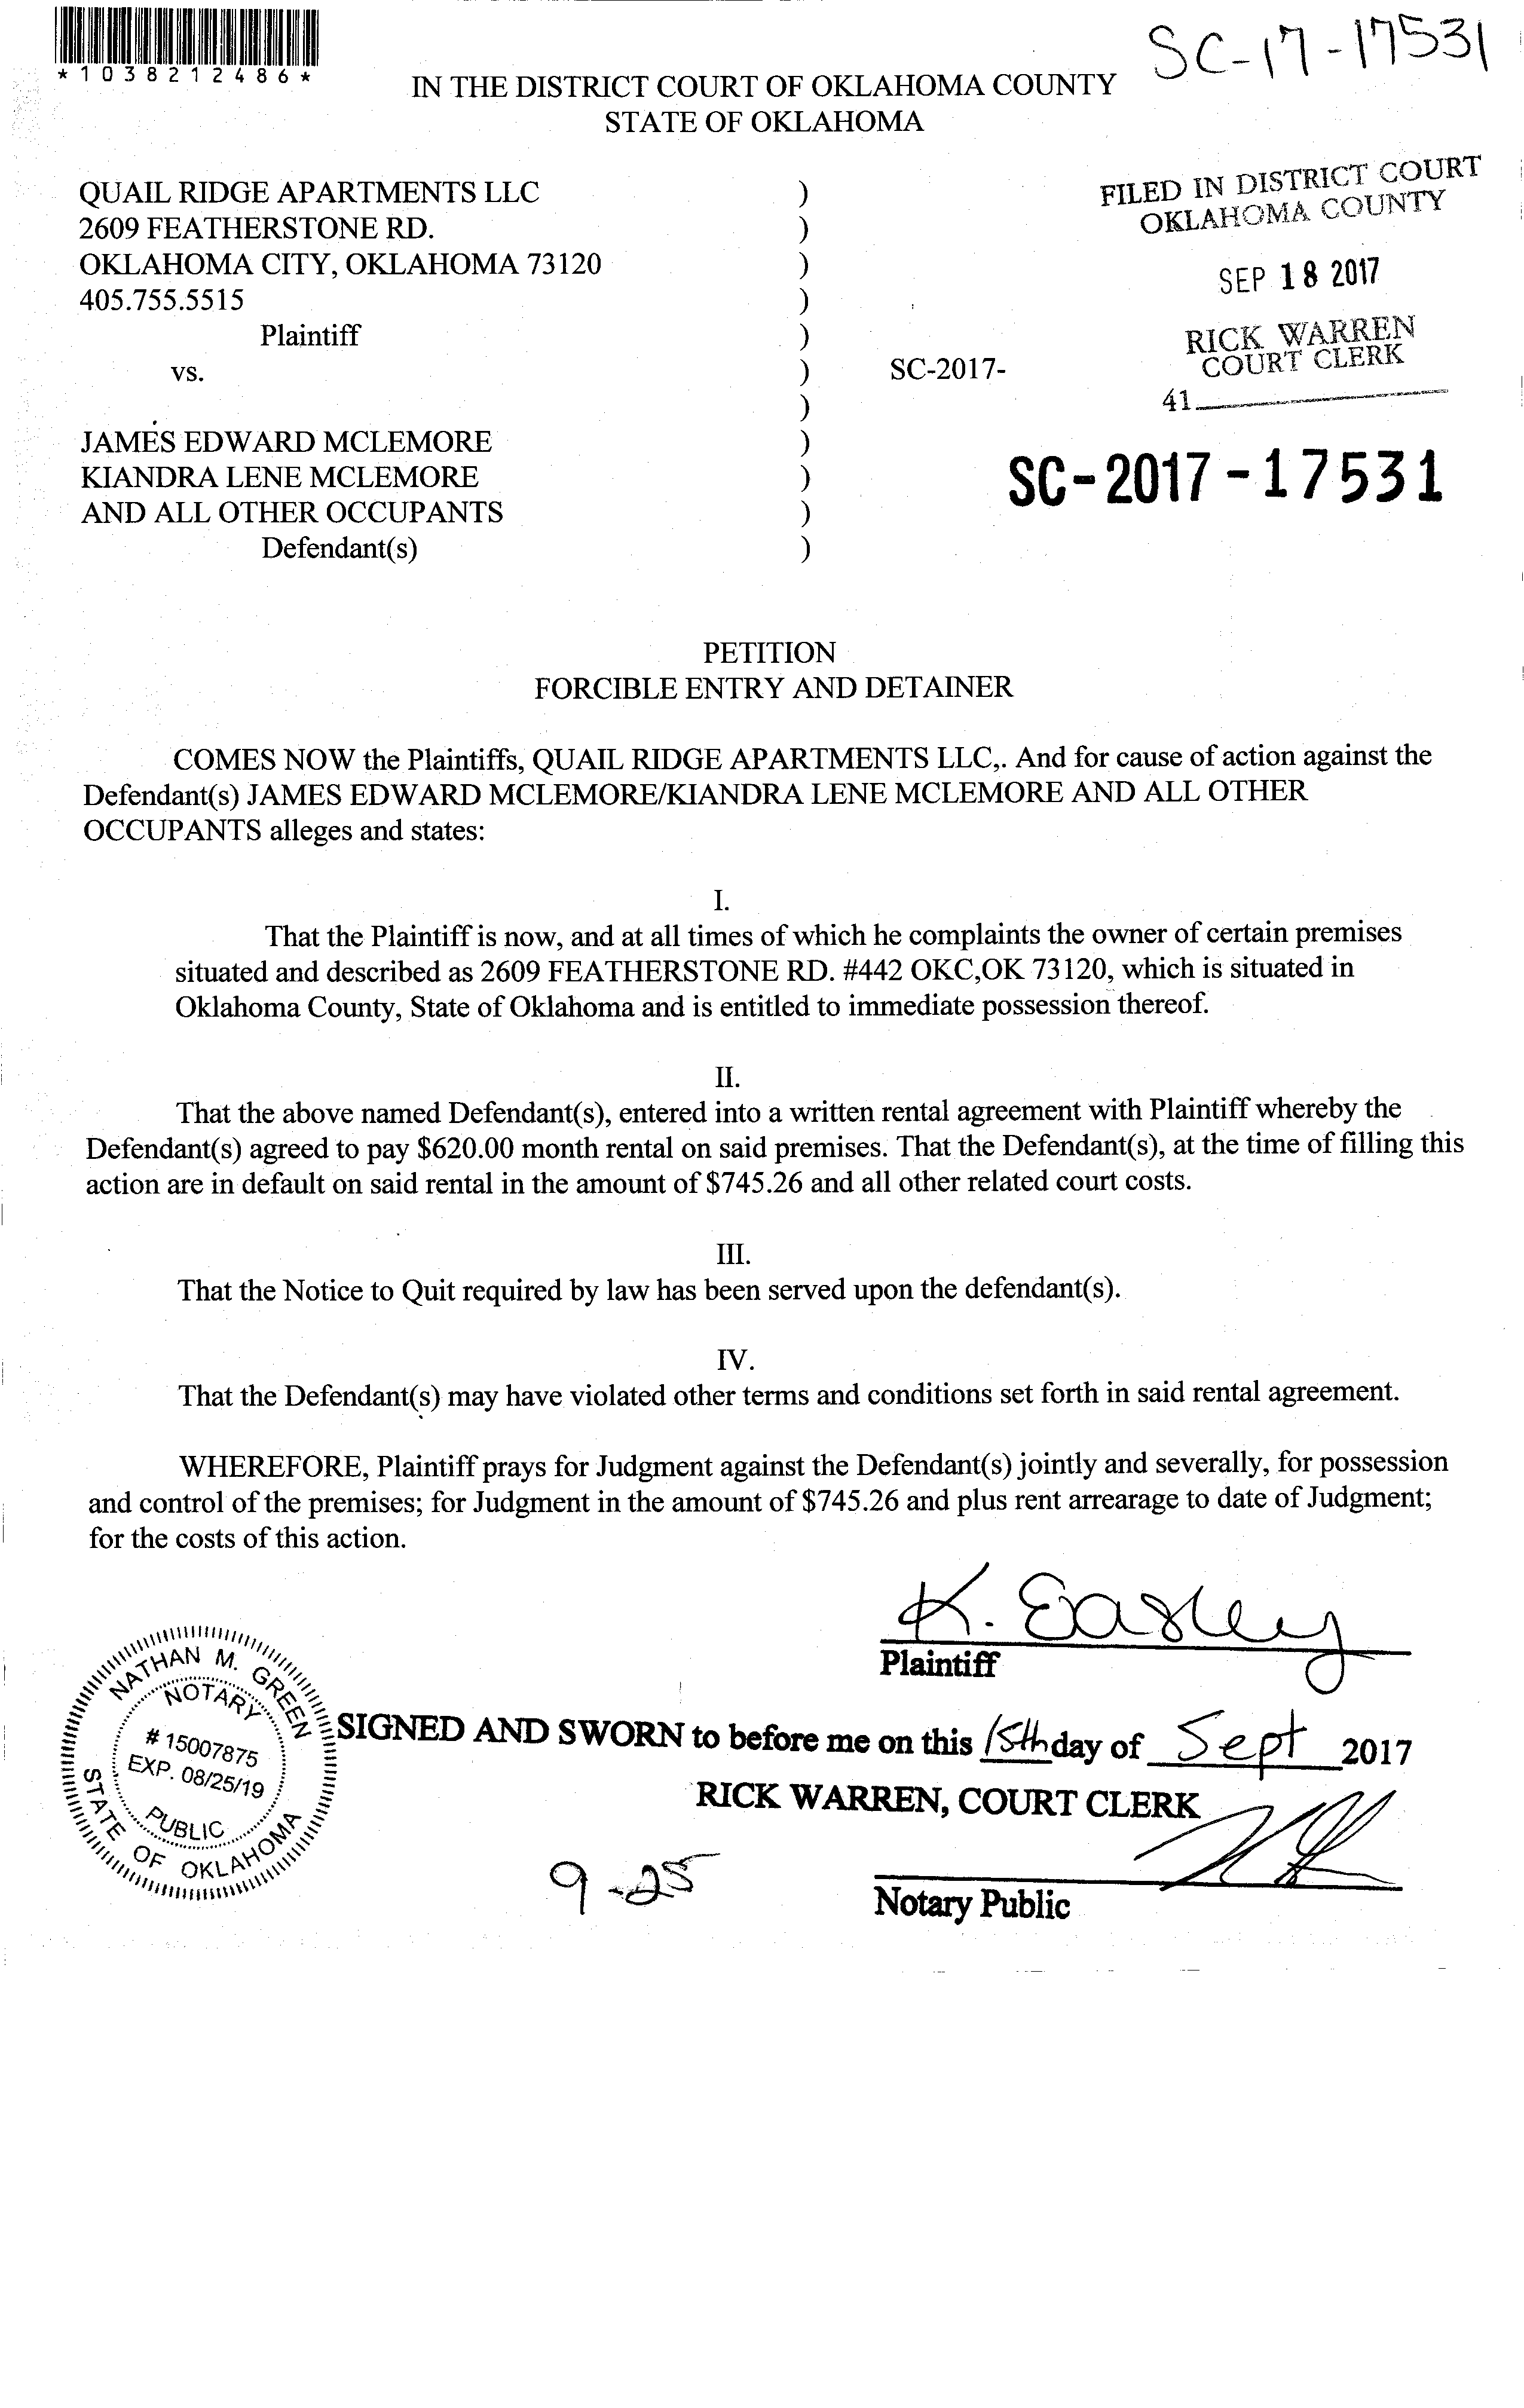 *1038212486*
SC-17-17531
IN THE DISTRICT COURT OF OKLAHOMA COUNTY
STATE OF OKLAHOMA
QUAIL RIDGE APARTMENTS LLC )
2609 FEATHERSTONE RD. )
OKLAHOMA CITY, OKLAHOMA 73120 )
405.755.5515 )
Plaintiff )
vs. ) SC-2017-
)
JAMES EDWARD MCLEMORE )
KIANDRA LENE MCLEMORE )
AND ALL OTHER OCCUPANTS )
Defendant(s) )
FILED IN DISTRICT COURT
OKLAHOMA COUNTY
SEP 18 2017
RICK WARREN
COURT CLERK
41
SC-2017-17531
PETITION
FORCIBLE ENTRY AND DETAINER
COMES NOW the Plaintiffs, QUAIL RIDGE APARTMENTS LLC,. And for cause of action against the
Defendant(s) JAMES EDWARD MCLEMORE/KIANDRA LENE MCLEMORE AND ALL OTHER
OCCUPANTS alleges and states:
I.
That the Plaintiff is now, and at all times of which he complaints the owner of certain premises
situated and described as 2609 FEATHERSTONE RD. #442 OKC,OK 73120, which is situated in
Oklahoma County, State of Oklahoma and is entitled to immediate possession thereof.
II.
That the above named Defendant(s), entered into a written rental agreement with Plaintiff whereby the
Defendant(s) agreed to pay $620.00 month rental on said premises. That the Defendant(s), at the time of filling this
action are in default on said rental in the amount of $745.26 and all other related court costs.
III.
That the Notice to Quit required by law has been served upon the defendant(s).
IV.
That the Defendant(s) may have violated other terms and conditions set forth in said rental agreement.
WHEREFORE, Plaintiff prays for Judgment against the Defendant(s) jointly and severally, for possession
and control of the premises; for Judgment in the amount of $745.26 and plus rent arrearage to date of Judgment;
for the costs of this action.
K. Easley
Plaintiff
NATHAN M. GREEN
NOTARY
# 15007875
EXP. 08/25/19
PUBLIC
STATE OF OKLAHOMA
SIGNED AND SWORN to before me on this 15th day of Sept 2017
RICK WARREN, COURT CLERK
9-25
Notary Public